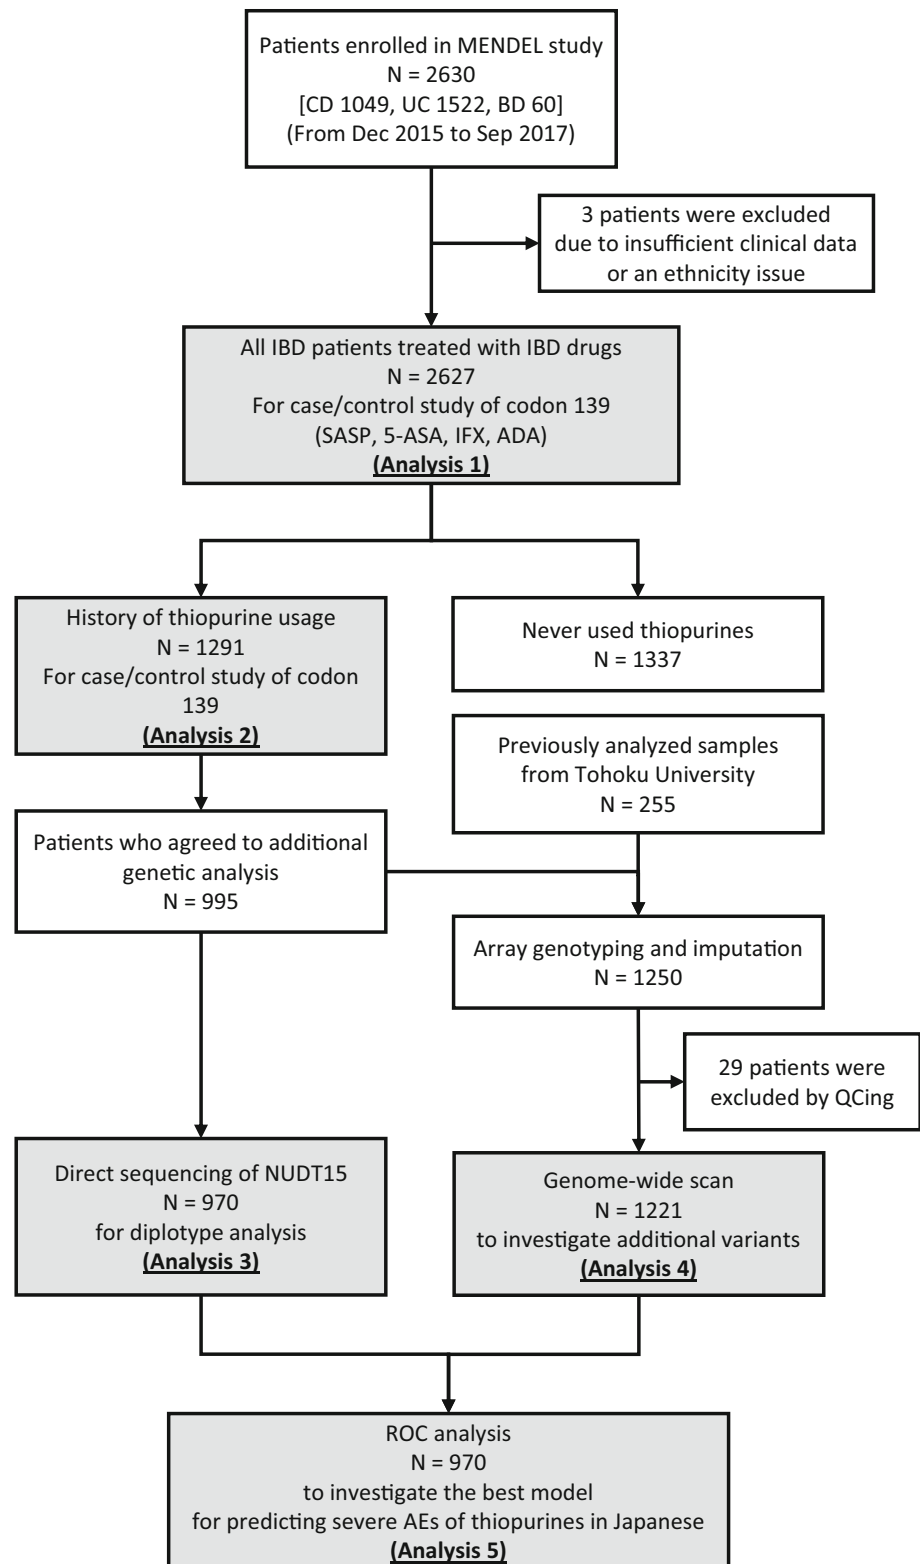 Patients enrolled in MENDEL study
N = 2630
[CD 1049, UC 1522, BD 60]
(From Dec 2015 to Sep 2017)
3 patients were excluded
due to insufficient clinical data
or an ethnicity issue
All IBD patients treated with IBD drugs
N = 2627
For case/control study of codon 139
(SASP, 5-ASA, IFX, ADA)
(Analysis 1)
History of thiopurine usage
N = 1291
For case/control study of codon
139
(Analysis 2)
Never used thiopurines
N = 1337
Previously analyzed samples
from Tohoku University
N = 255
Patients who agreed to additional
genetic analysis
N = 995
Array genotyping and imputation
N = 1250
29 patients were
excluded by QCing
Direct sequencing of NUDT15
N = 970
for diplotype analysis
(Analysis 3)
Genome-wide scan
N = 1221
to investigate additional variants
(Analysis 4)
ROC analysis
N = 970
to investigate the best model
for predicting severe AEs of thiopurines in Japanese
(Analysis 5)